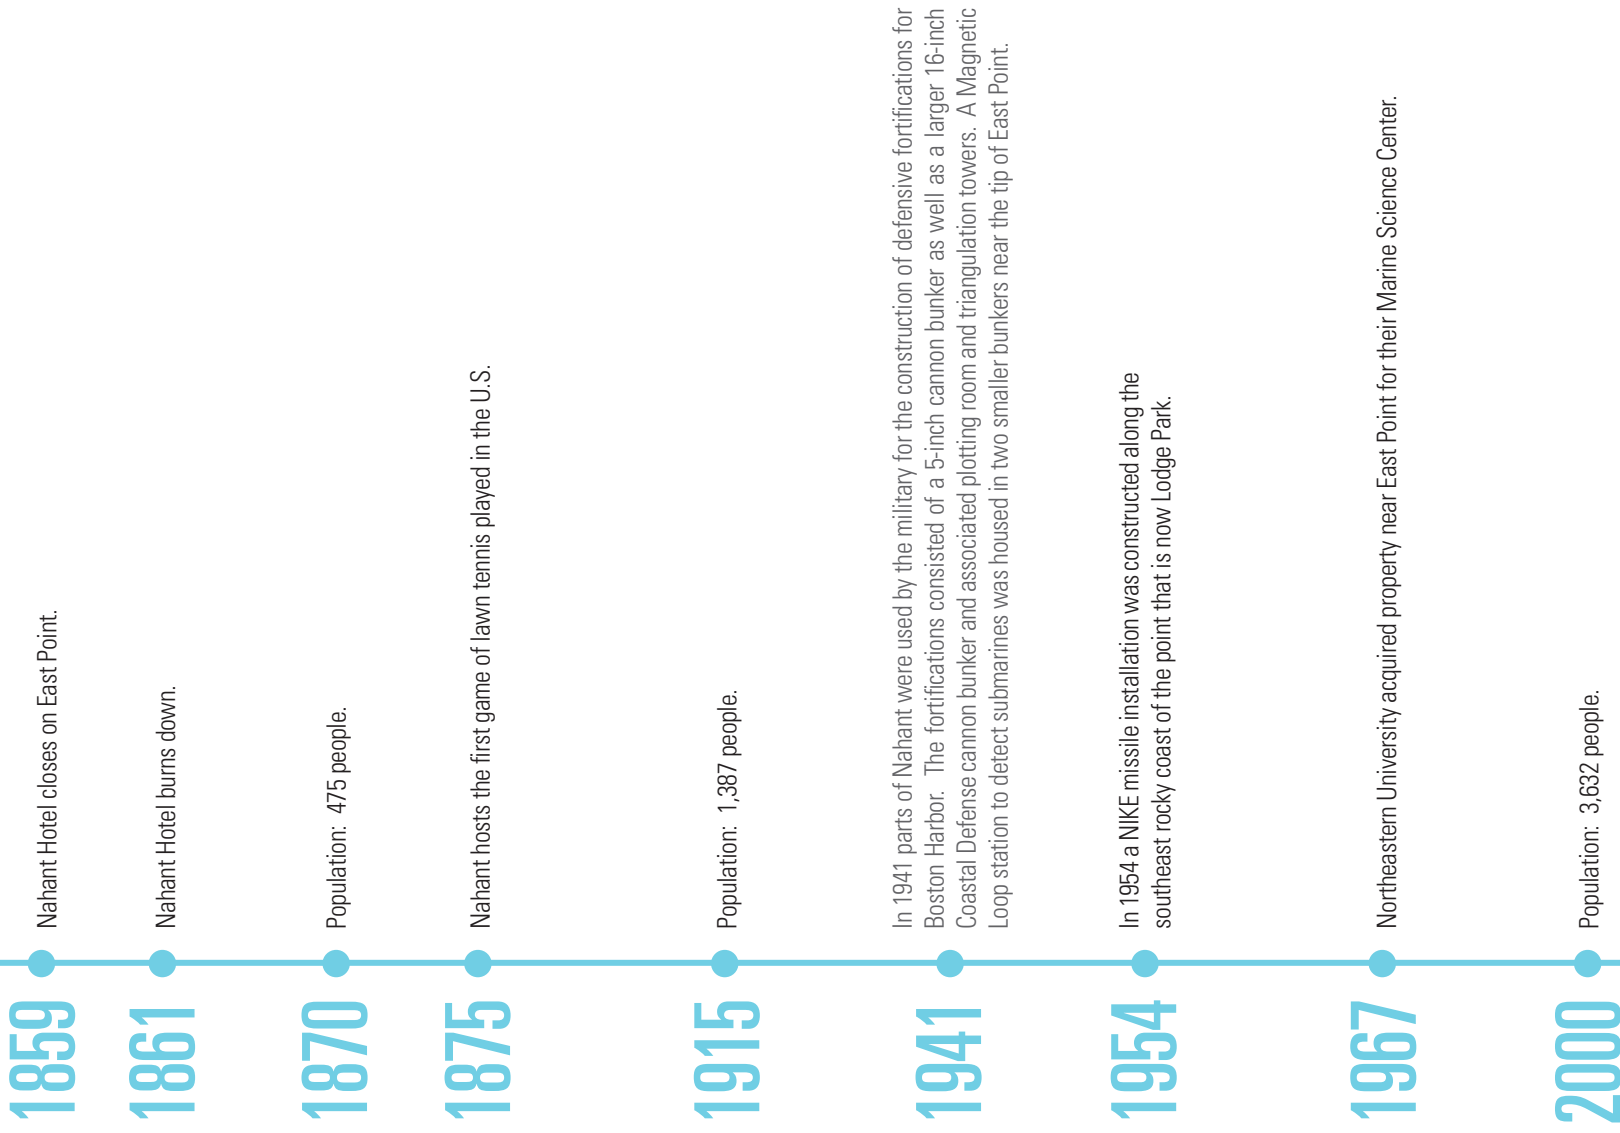 1859
Nahant Hotel closes on East Point.
1861
Nahant Hotel burns down.
1870
Population:  475 people.
1875
Nahant hosts the first game of lawn tennis played in the U.S.
1915
Population:  1,387 people.
1941
In 1941 parts of Nahant were used by the military for the construction of defensive fortifications for
Boston Harbor.  The fortifications consisted of a 5-inch cannon bunker as well as a larger 16-inch
Coastal Defense cannon bunker and associated plotting room and triangulation towers.  A Magnetic
Loop station to detect submarines was housed in two smaller bunkers near the tip of East Point.
1954
In 1954 a NIKE missile installation was constructed along the
southeast rocky coast of the point that is now Lodge Park.
1967
Northeastern University acquired property near East Point for their Marine Science Center.
2000
Population:  3,632 people.